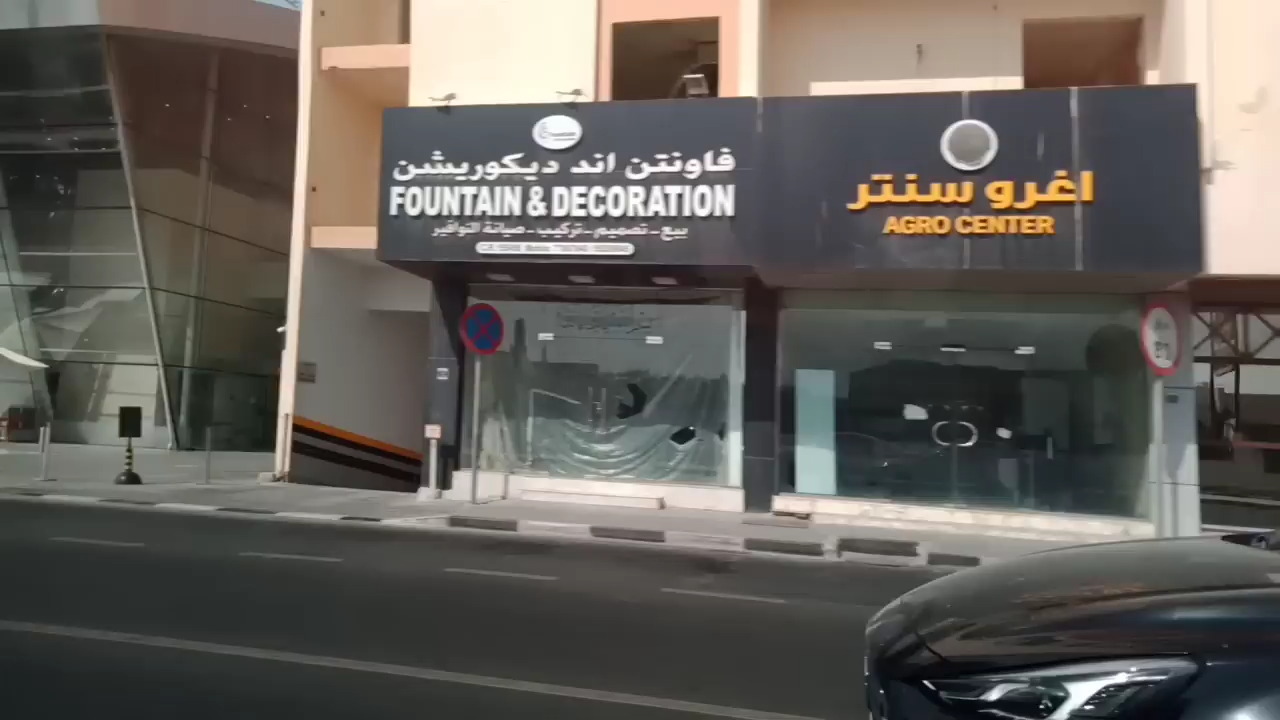 فاونتن اند ديكوريشن
FOUNTAIN & DECORATION
بيع - تصميم - تركيب - صيانة النوافير
اغرو سنتر
AGRO CENTER